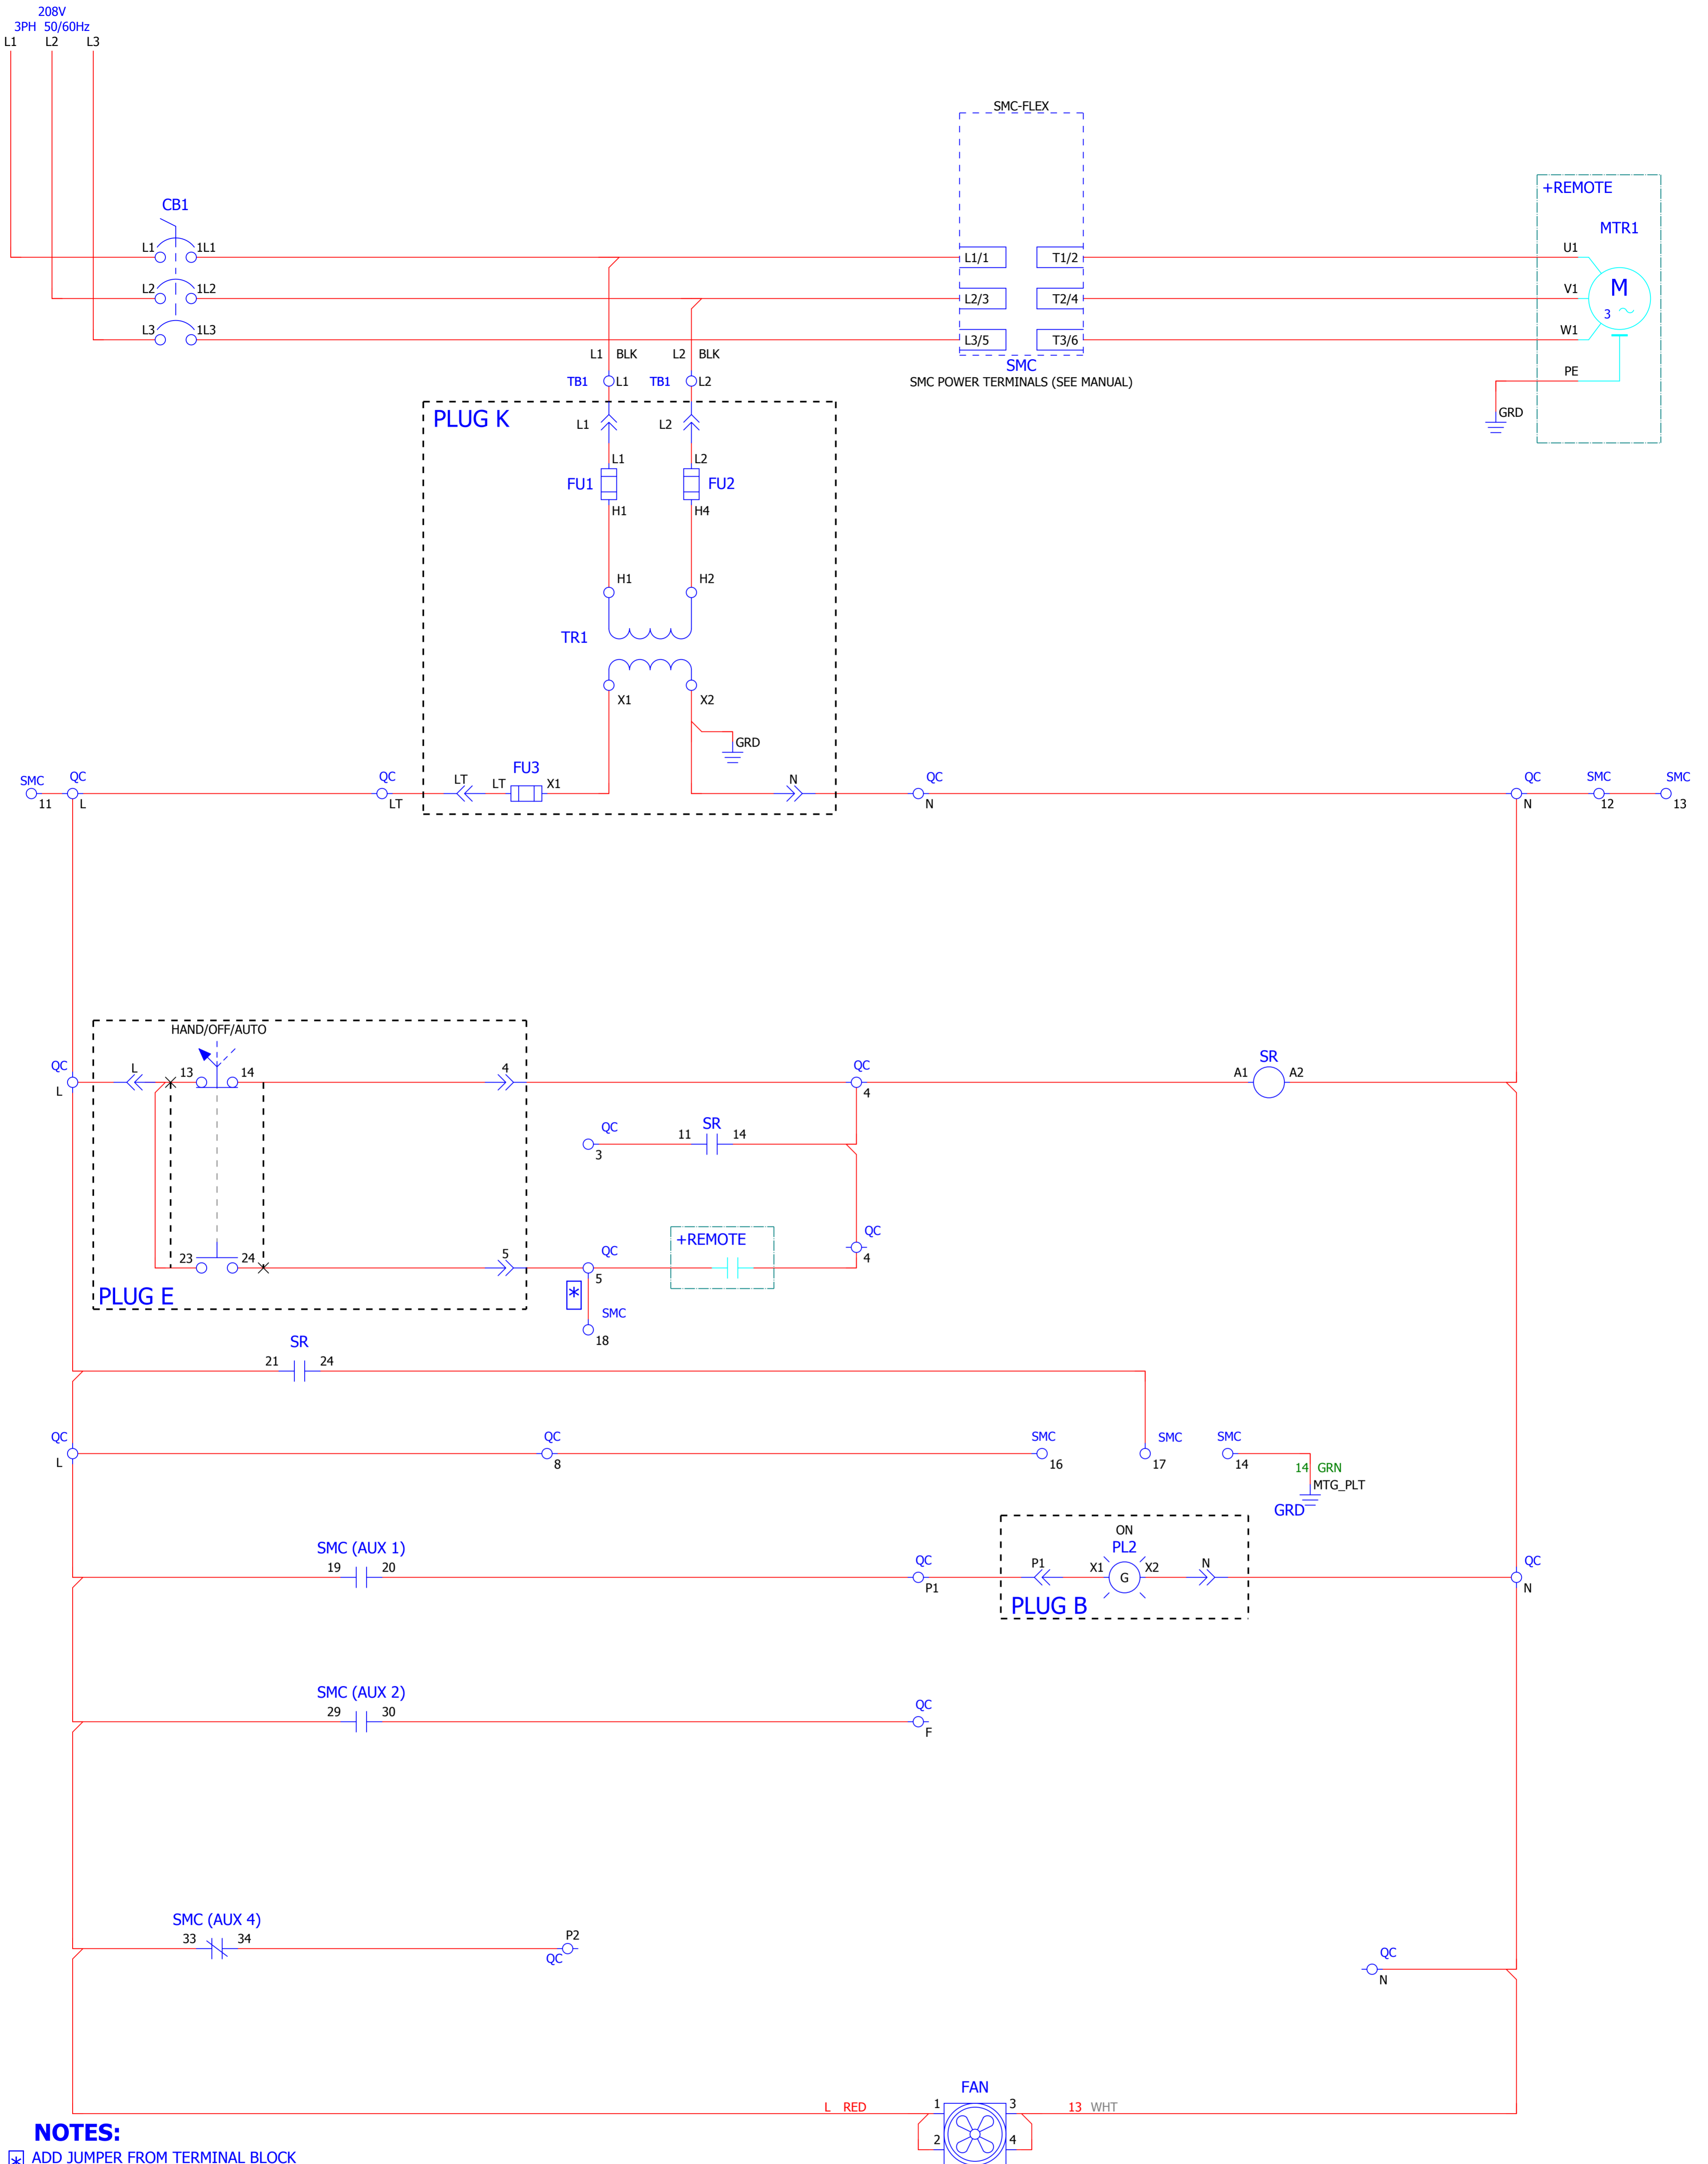 208V
3PH 50/60Hz
L1 L2 L3
SMC-FLEX
+REMOTE
CB1
MTR1
L1 1L1
L1/1 T1/2
U1
L2 1L2
L2/3 T2/4
V1
M
3
L3 1L3
L3/5 T3/6
W1
L1 BLK L2 BLK
SMC
SMC POWER TERMINALS (SEE MANUAL)
PE
TB1 L1 TB1 L2
GRD
PLUG K
L1 L2
L1 L2
FU1 FU2
H1 H4
H1 H2
TR1
X1 X2
GRD
SMC QC QC LT LT FU3 X1 N QC QC SMC SMC
11 L LT N N 12 13
HAND/OFF/AUTO
QC L 13 14 4 QC SR
L 4 A1 A2
QC SR
3 11 14
QC
4
+REMOTE
23 24 5 QC
5
PLUG E
*
SMC
18
SR
21 24
QC QC SMC SMC SMC
L 8 16 17 14
14 GRN
MTG_PLT
GRD
ON
SMC (AUX 1) PL2
19 20 QC P1 X1 G X2 N QC
P1 N
PLUG B
SMC (AUX 2)
29 30 QC
F
SMC (AUX 4)
33 34 P2
QC
QC
N
FAN
L RED 1 3 13 WHT
2 4
NOTES:
* ADD JUMPER FROM TERMINAL BLOCK